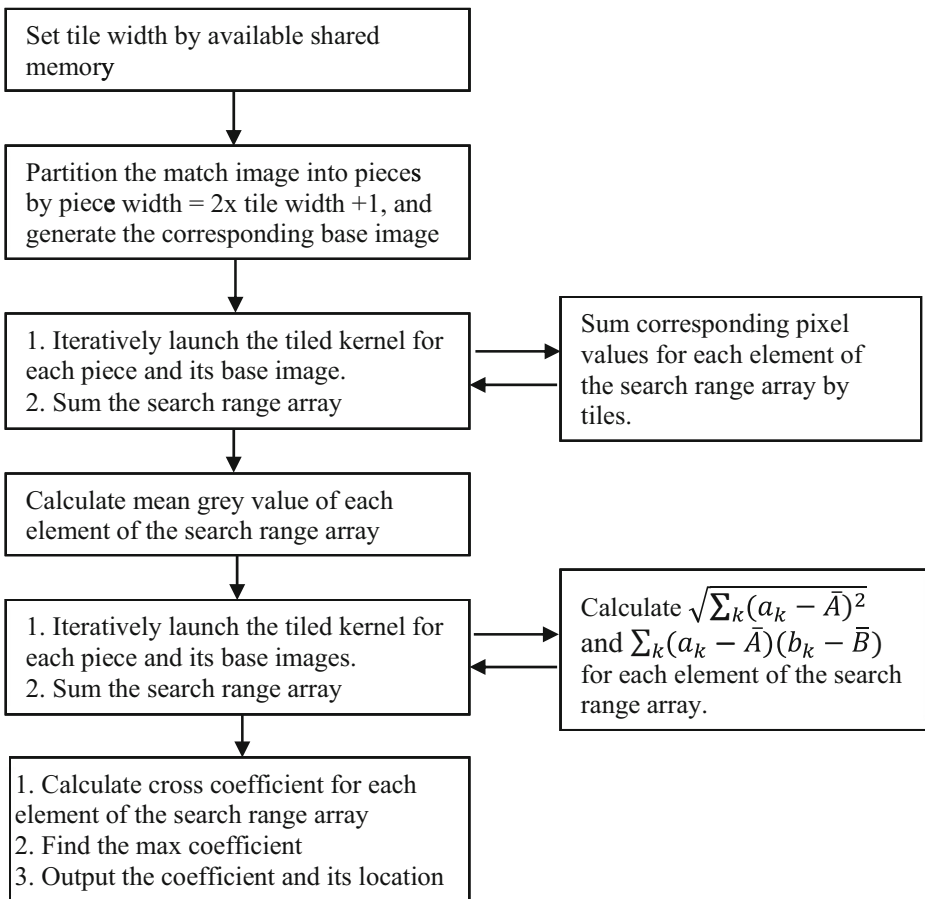 Set tile width by available shared
memory
Partition the match image into pieces
by piece width = 2x tile width +1, and
generate the corresponding base image
1. Iteratively launch the tiled kernel for
each piece and its base image.
2. Sum the search range array
Sum corresponding pixel
values for each element of
the search range array by
tiles.
Calculate mean grey value of each
element of the search range array
1. Iteratively launch the tiled kernel for
each piece and its base images.
2. Sum the search range array
Calculate √∑ₖ(aₖ − Ā)²
and ∑ₖ(aₖ − Ā)(bₖ − B̄)
for each element of the search
range array.
1. Calculate cross coefficient for each
element of the search range array
2. Find the max coefficient
3. Output the coefficient and its location